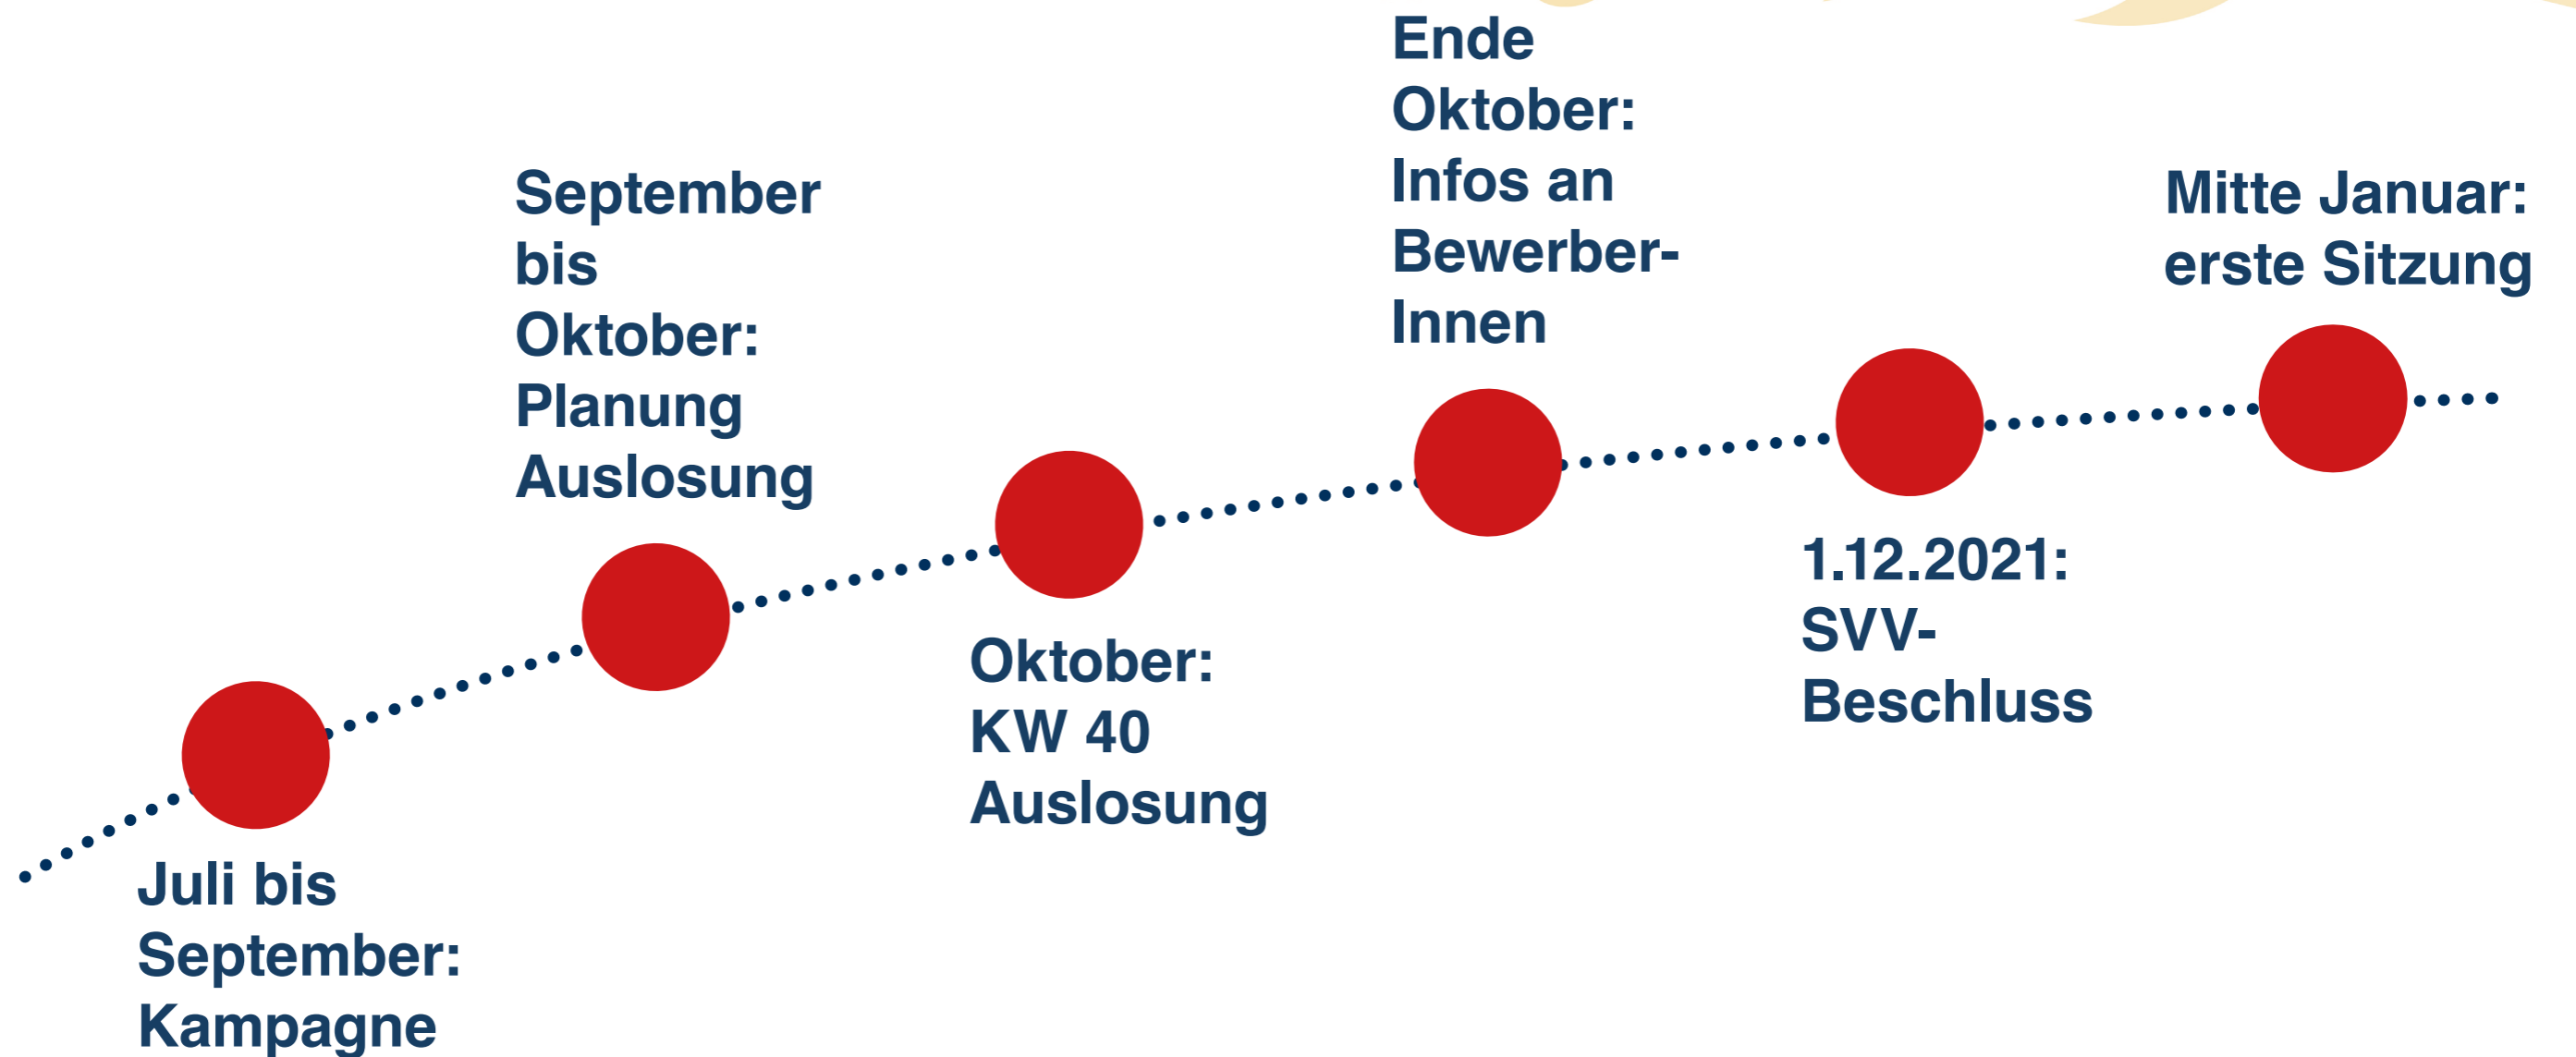 Juli bis
September:
Kampagne
September
bis
Oktober:
Planung
Auslosung
Oktober:
KW 40
Auslosung
Ende
Oktober:
Infos an
Bewerber-
Innen
1.12.2021:
SVV-
Beschluss
Mitte Januar:
erste Sitzung